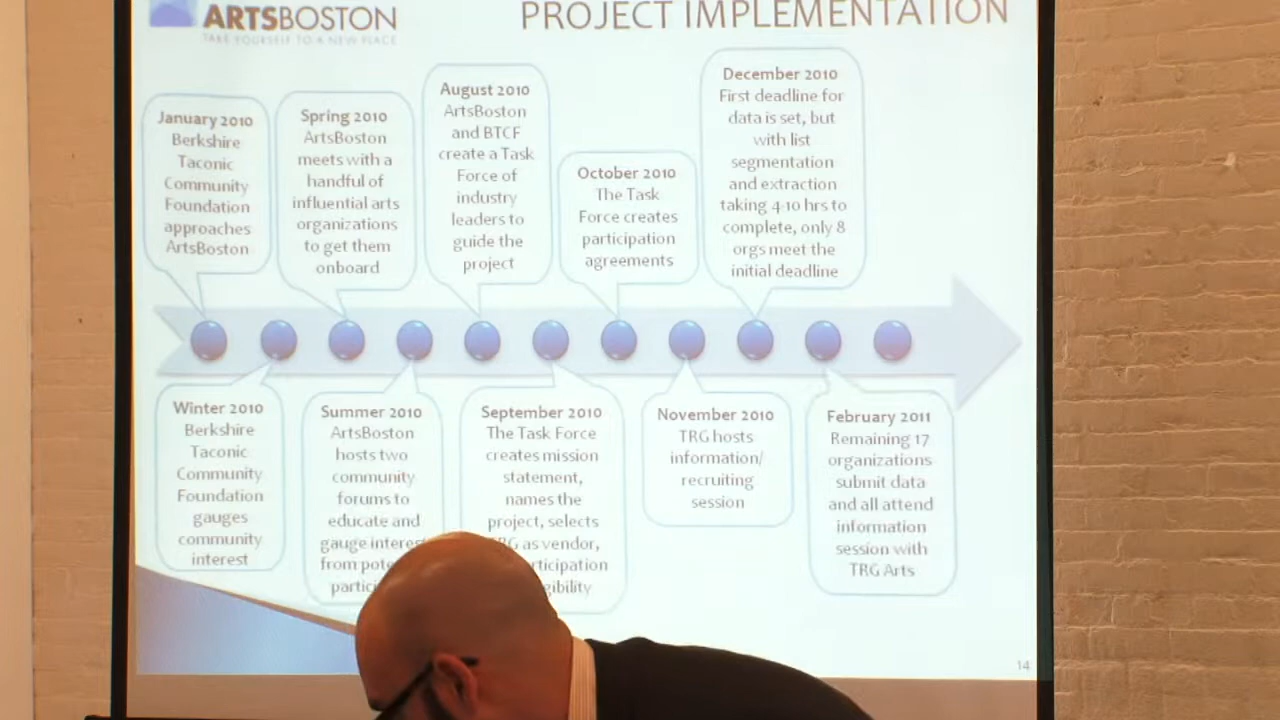 ARTSBOSTON
TAKE YOURSELF TO A NEW PLACE
PROJECT IMPLEMENTATION
January 2010
Berkshire
Taconic
Community
Foundation
approaches
ArtsBoston
Spring 2010
ArtsBoston
meets with a
handful of
influential arts
organizations
to get them
onboard
August 2010
ArtsBoston
and BTCF
create a Task
Force of
industry
leaders to
guide the
project
October 2010
The Task
Force creates
participation
agreements
December 2010
First deadline for
data is set, but
with list
segmentation
and extraction
taking 4-10 hrs to
complete, only 8
orgs meet the
initial deadline
Winter 2010
Berkshire
Taconic
Community
Foundation
gauges
community
interest
Summer 2010
ArtsBoston
hosts two
community
forums to
educate and
gauge interest
from
September 2010
The Task Force
creates mission
statement,
names the
project, selects
as vendor,
November 2010
TRG hosts
information/
recruiting
session
February 2011
Remaining 17
organizations
submit data
and all attend
information
session with
TRG Arts
14